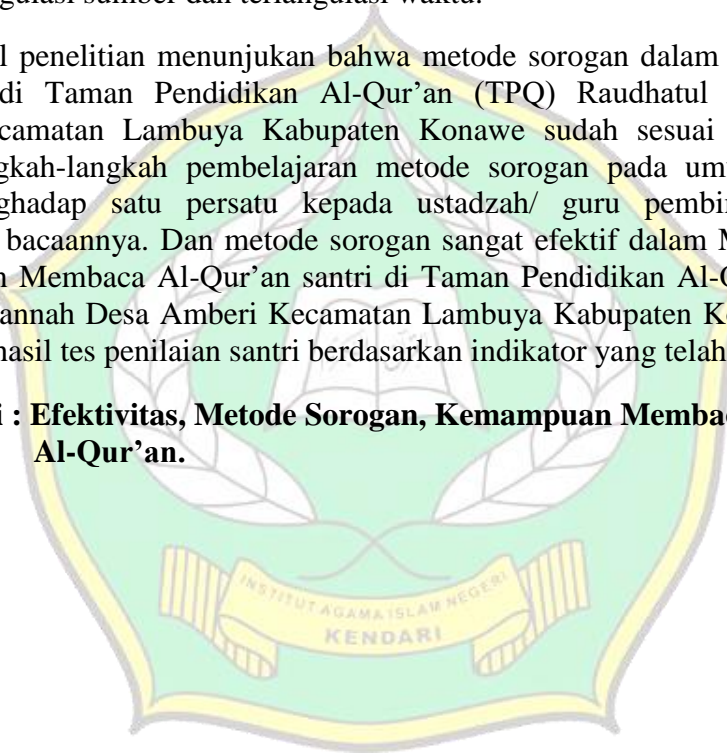 gulasi sumber dan teriangulasi waktu.
l penelitian menunjukan bahwa metode sorogan dalam
di Taman Pendidikan Al-Qur’an (TPQ) Raudhatul
camatan Lambuya Kabupaten Konawe sudah sesuai
gkah-langkah pembelajaran metode sorogan pada um
ghadap satu persatu kepada ustadzah/ guru pembi
bacaannya. Dan metode sorogan sangat efektif dalam M
n Membaca Al-Qur’an santri di Taman Pendidikan Al-Q
annah Desa Amberi Kecamatan Lambuya Kabupaten K
hasil tes penilaian santri berdasarkan indikator yang telah
i : Efektivitas, Metode Sorogan, Kemampuan Memba
Al-Qur’an.
INSTITUT AGAMA ISLAM NEGERI
KENDARI